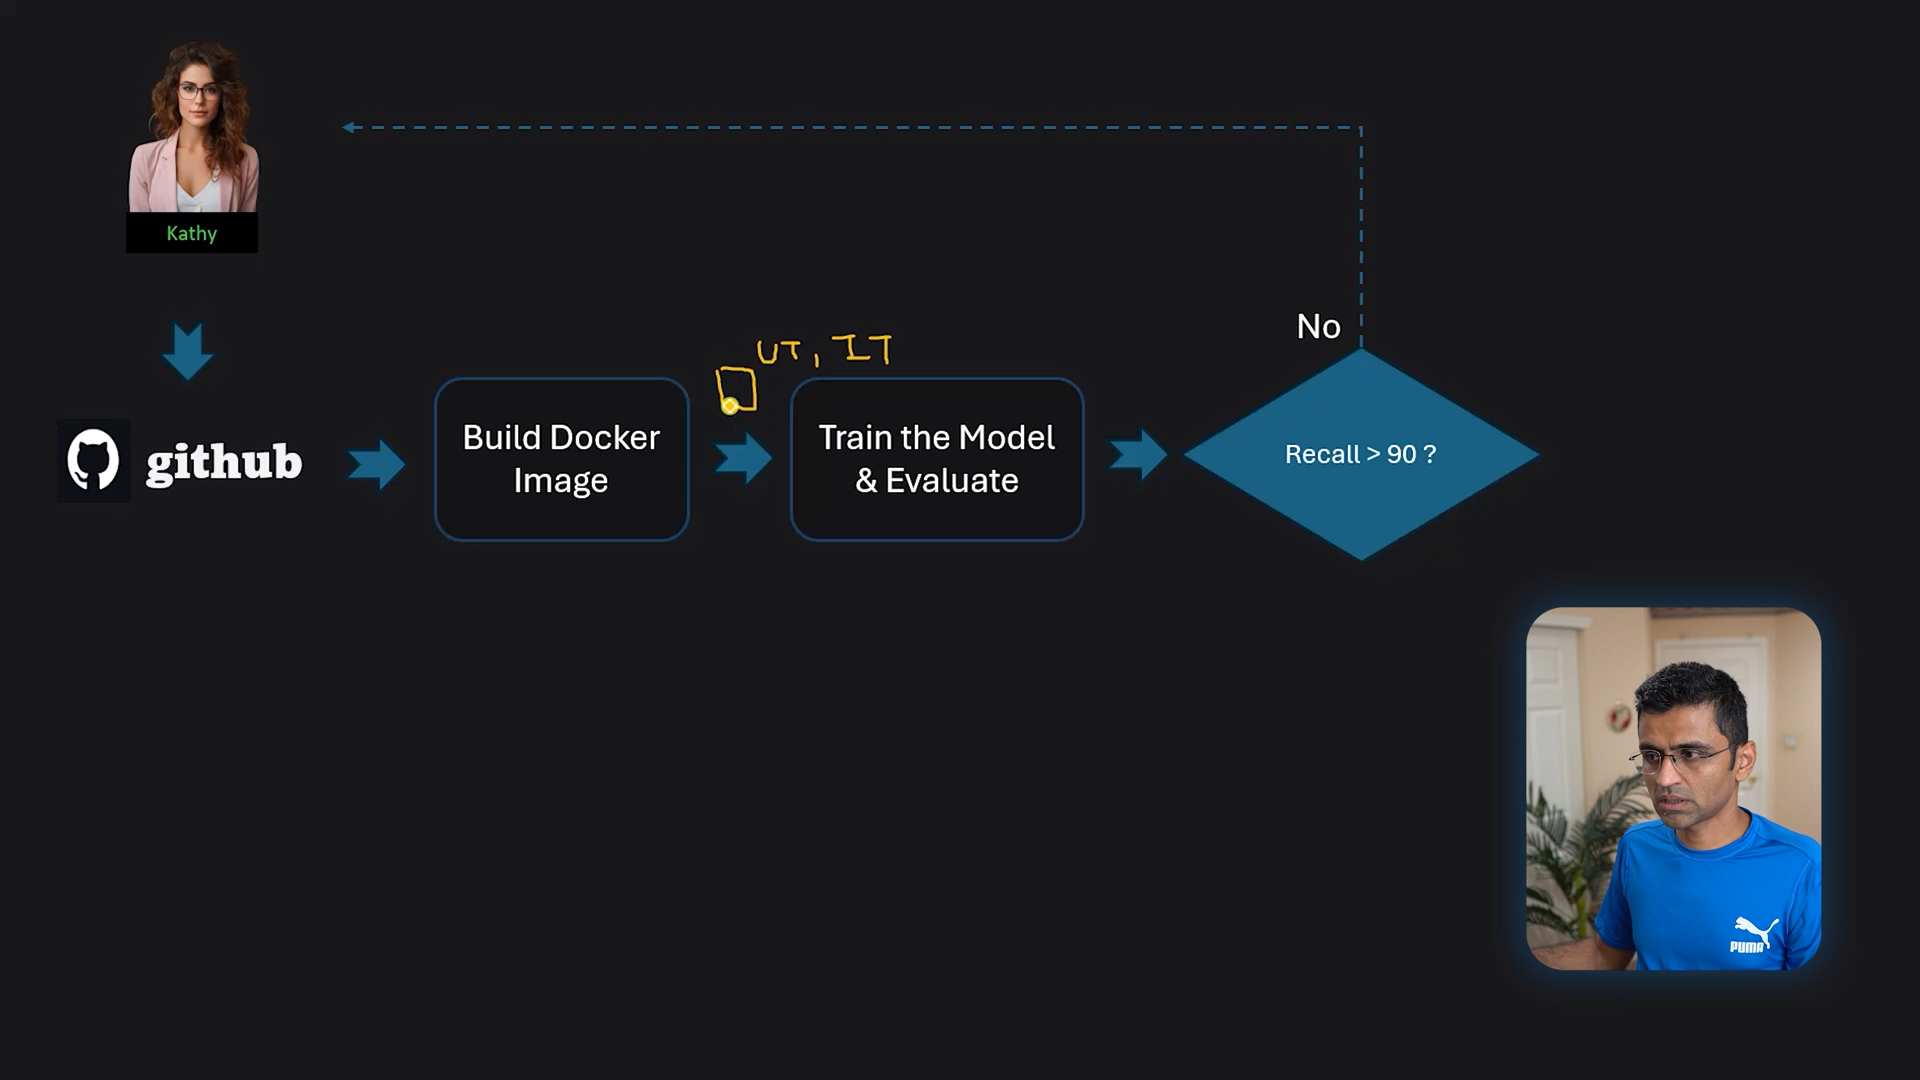 Kathy
No
UT, IT
github
Build Docker
Image
Train the Model
& Evaluate
Recall > 90 ?
PUMA